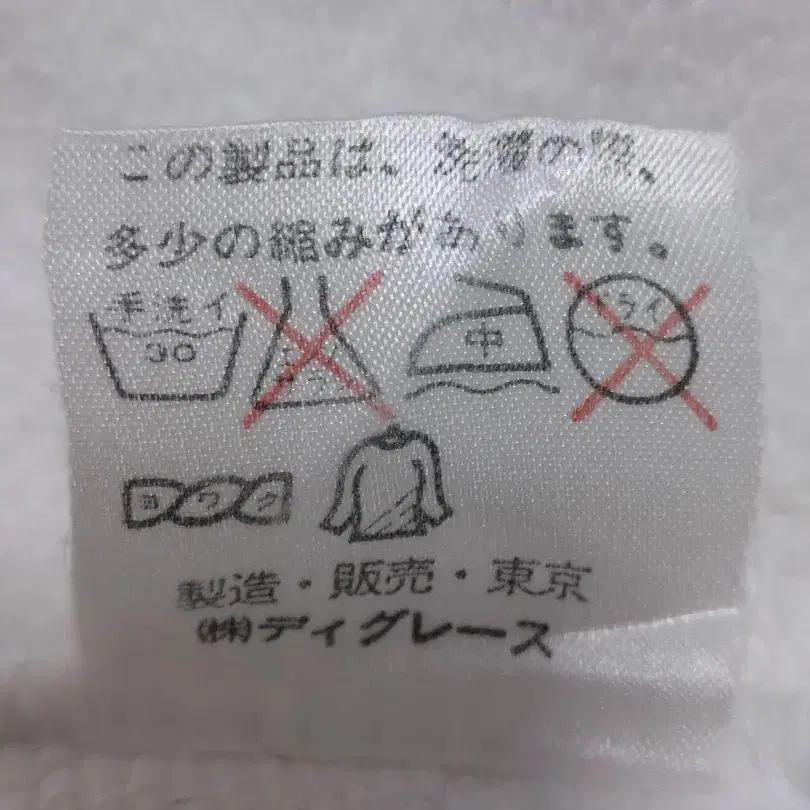 この製品は、洗濯の際、
多少の縮みがあります。
手洗イ
30
中
ドライ
ヨワク
製造・販売・東京
㈱ディグレース